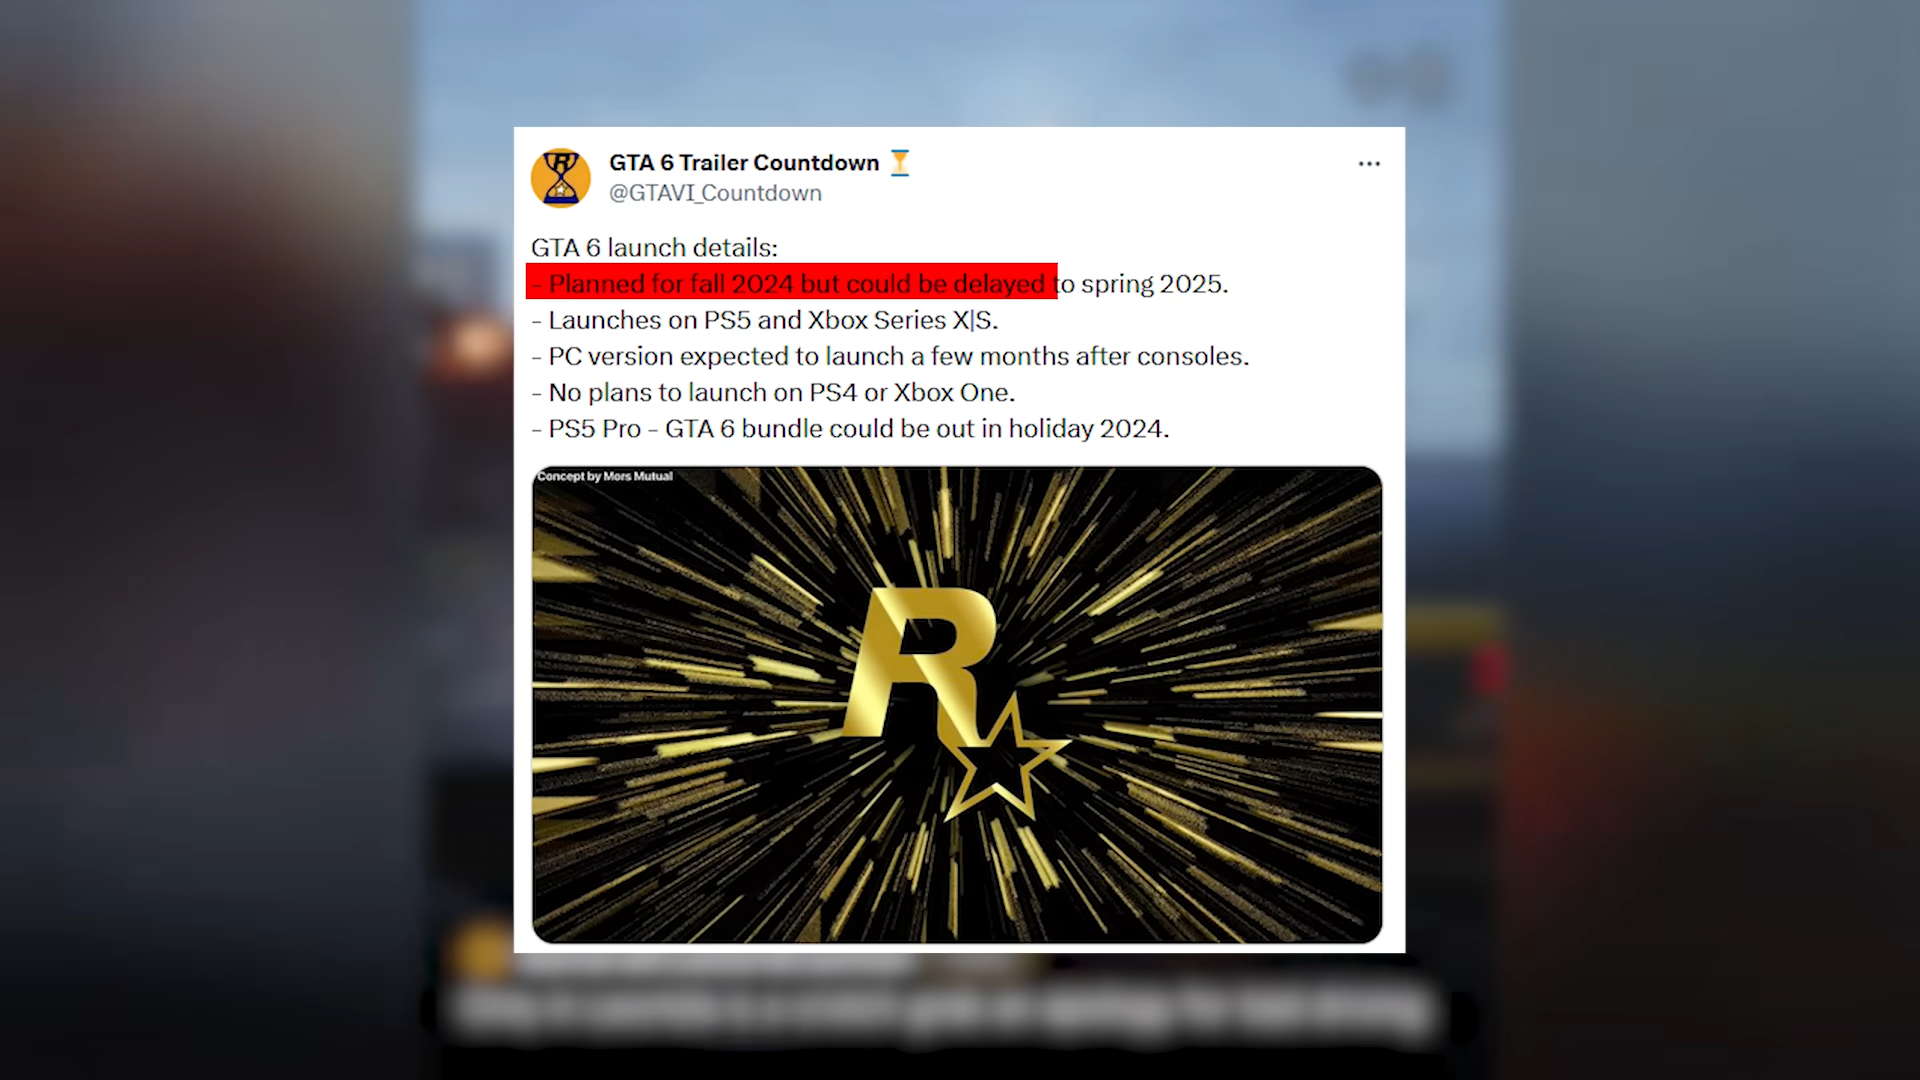 GTA 6 Trailer Countdown ⏳
@GTAVI_Countdown
GTA 6 launch details:
- Planned for fall 2024 but could be delayed to spring 2025.
- Launches on PS5 and Xbox Series X|S.
- PC version expected to launch a few months after consoles.
- No plans to launch on PS4 or Xbox One.
- PS5 Pro - GTA 6 bundle could be out in holiday 2024.
Concept by Mors Mutual
R